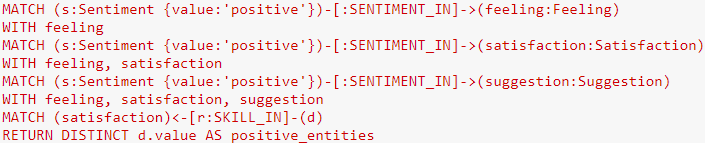 MATCH (s:Sentiment {value:'positive'})-[:SENTIMENT_IN]->(feeling:Feeling)
WITH feeling
MATCH (s:Sentiment {value:'positive'})-[:SENTIMENT_IN]->(satisfaction:Satisfaction)
WITH feeling, satisfaction
MATCH (s:Sentiment {value:'positive'})-[:SENTIMENT_IN]->(suggestion:Suggestion)
WITH feeling, satisfaction, suggestion
MATCH (satisfaction)<-[r:SKILL_IN]-(d)
RETURN DISTINCT d.value AS positive_entities